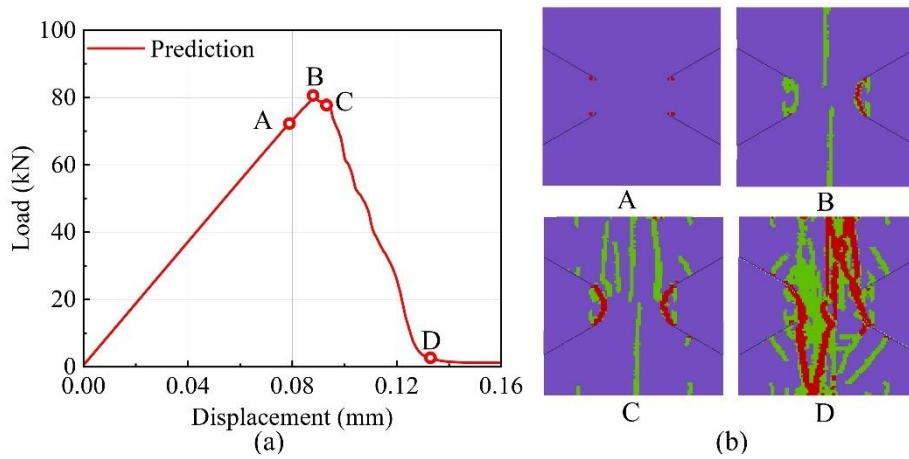 100
80
60
40
20
0
Load (kN)
Prediction
A
B
C
D
0.00 0.04 0.08 0.12 0.16
Displacement (mm)
(a)
A
B
C
D
(b)